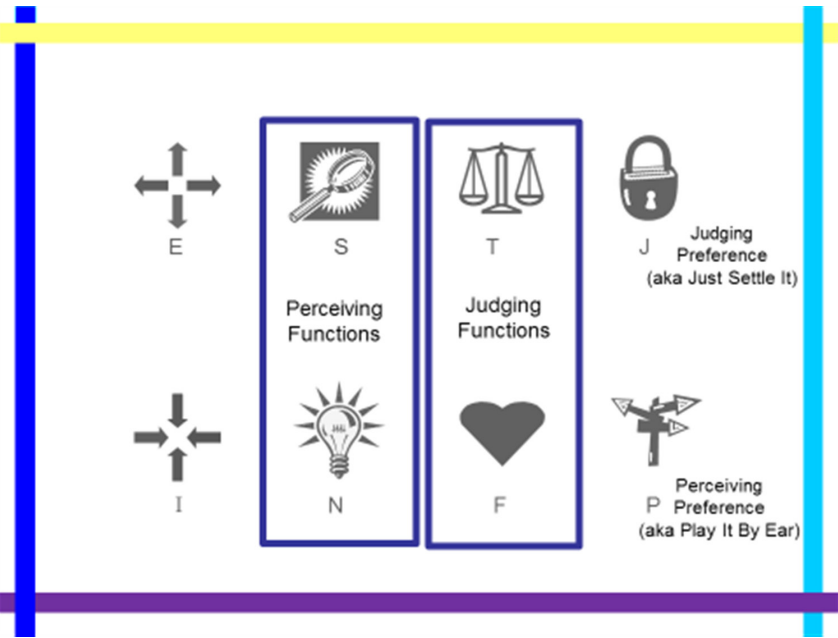 E
S
T
J
Judging
Preference
(aka Just Settle It)
Perceiving
Functions
Judging
Functions
I
N
F
P
Perceiving
Preference
(aka Play It By Ear)